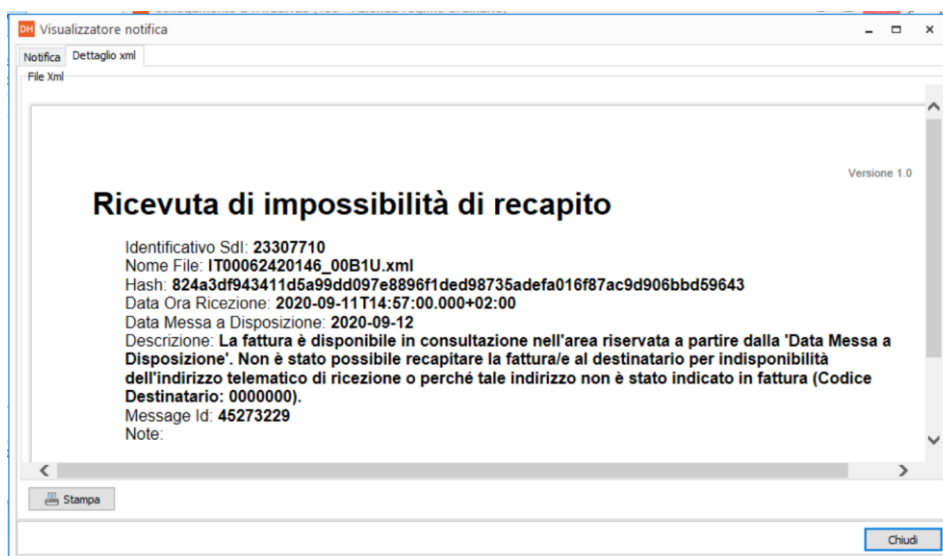 DH Visualizzatore notifica
Notifica Dettaglio xml
File Xml
Versione 1.0
Ricevuta di impossibilità di recapito
Identificativo SdI: 23307710
Nome File: IT00062420146_00B1U.xml
Hash: 824a3df943411d5a99dd097e8896f1ded98735adefa016f87ac9d906bbd59643
Data Ora Ricezione: 2020-09-11T14:57:00.000+02:00
Data Messa a Disposizione: 2020-09-12
Descrizione: La fattura è disponibile in consultazione nell'area riservata a partire dalla 'Data Messa a
Disposizione'. Non è stato possibile recapitare la fattura/e al destinatario per indisponibilità
dell'indirizzo telematico di ricezione o perché tale indirizzo non è stato indicato in fattura (Codice
Destinatario: 0000000).
Message Id: 45273229
Note:
Stampa
Chiudi